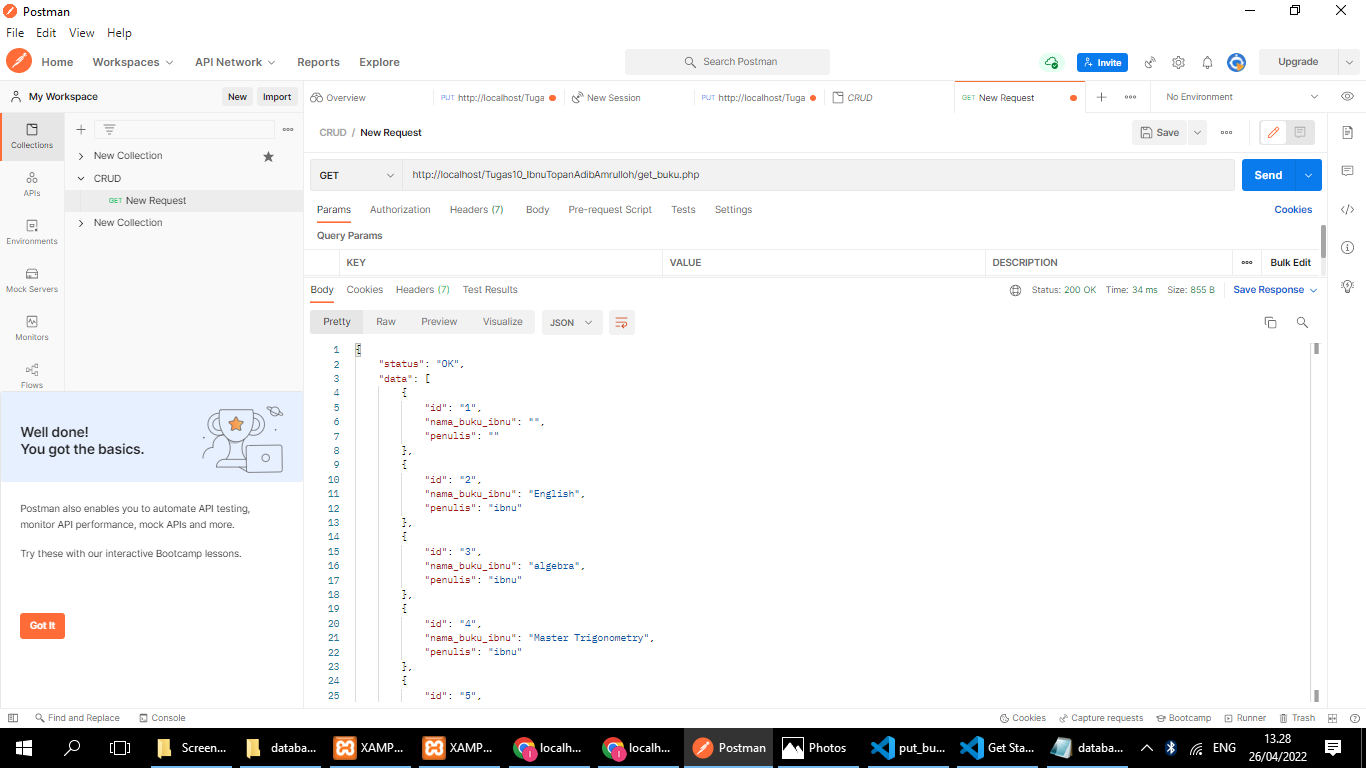 Postman
File Edit View Help
Home Workspaces API Network Reports Explore Search Postman Invite Upgrade
My Workspace New Import
Overview PUT http://localhost/Tuga New Session PUT http://localhost/Tuga CRUD GET New Request No Environment
Collections
APIs
Environments
Mock Servers
Monitors
Flows
New Collection
CRUD
GET New Request
New Collection
Well done!
You got the basics.
Postman also enables you to automate API testing,
monitor API performance, mock APIs and more.
Try these with our interactive Bootcamp lessons.
Got It
CRUD / New Request Save
GET http://localhost/Tugas10_IbnuTopanAdibAmrulloh/get_buku.php Send
Params Authorization Headers (7) Body Pre-request Script Tests Settings Cookies
Query Params
KEY VALUE DESCRIPTION Bulk Edit
Body Cookies Headers (7) Test Results Status: 200 OK Time: 34 ms Size: 855 B Save Response
Pretty Raw Preview Visualize JSON
1 {
2 "status": "OK",
3 "data": [
4 {
5 "id": "1",
6 "nama_buku_ibnu": "",
7 "penulis": ""
8 },
9 {
10 "id": "2",
11 "nama_buku_ibnu": "English",
12 "penulis": "ibnu"
13 },
14 {
15 "id": "3",
16 "nama_buku_ibnu": "algebra",
17 "penulis": "ibnu"
18 },
19 {
20 "id": "4",
21 "nama_buku_ibnu": "Master Trigonometry",
22 "penulis": "ibnu"
23 },
24 {
25 "id": "5",
Find and Replace Console Cookies Capture requests Bootcamp Runner Trash
Screen... databa... XAMP... XAMP... localh... localh... Postman Photos put_bu... Get Sta... databa... ENG 13.28
26/04/2022